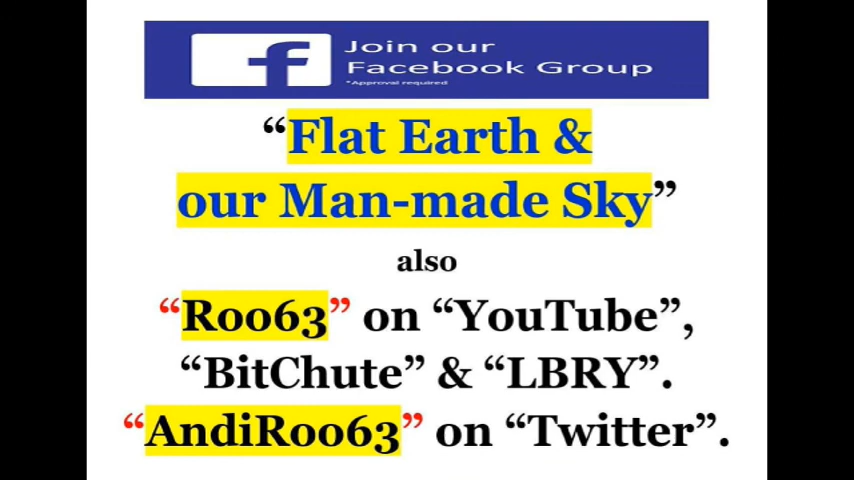 f
Join our
Facebook Group
*Approval required
“Flat Earth &
our Man-made Sky”
also
“Roo63” on “YouTube”,
“BitChute” & “LBRY”.
“AndiRoo63” on “Twitter”.